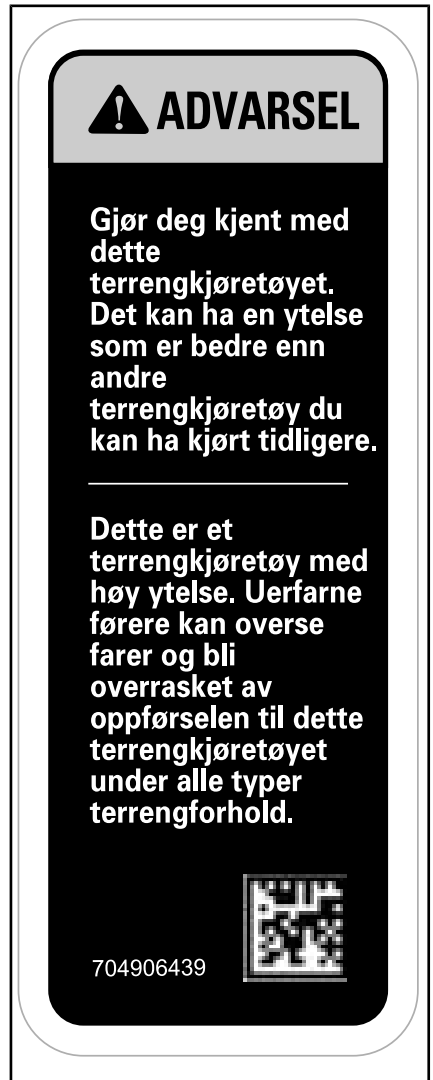 ADVARSEL
Gjør deg kjent med
dette
terrengkjøretøyet.
Det kan ha en ytelse
som er bedre enn
andre
terrengkjøretøy du
kan ha kjørt tidligere.
Dette er et
terrengkjøretøy med
høy ytelse. Uerfarne
førere kan overse
farer og bli
overrasket av
oppførselen til dette
terrengkjøretøyet
under alle typer
terrengforhold.
704906439